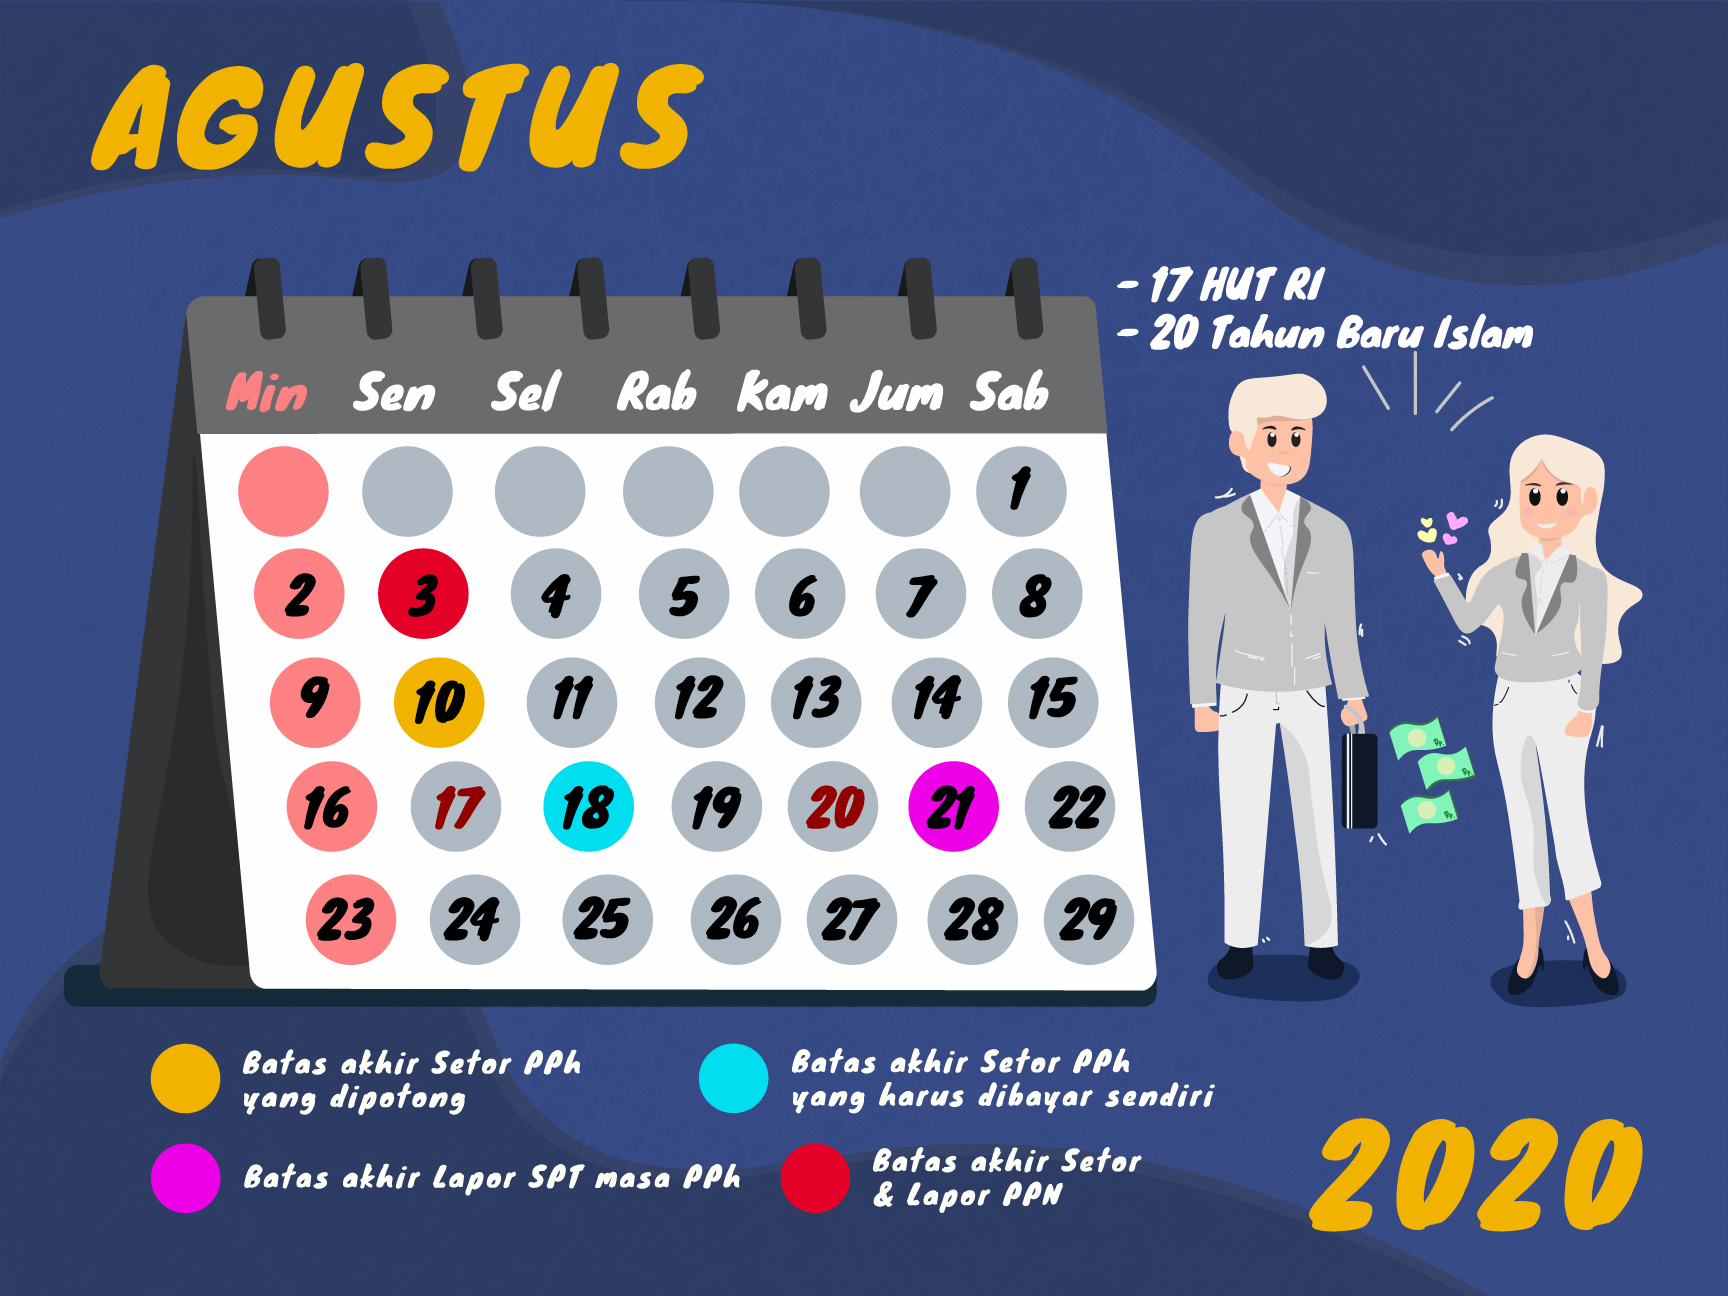 AGUSTUS
- 17 HUT RI
- 20 Tahun Baru Islam
Min Sen Sel Rab Kam Jum Sab
1
2 3 4 5 6 7 8
9 10 11 12 13 14 15
16 17 18 19 20 21 22
23 24 25 26 27 28 29
Rp.
Rp.
Rp.
Batas akhir Setor PPh
yang dipotong
Batas akhir Setor PPh
yang harus dibayar sendiri
Batas akhir Lapor SPT masa PPh
Batas akhir Setor
& Lapor PPN
2020